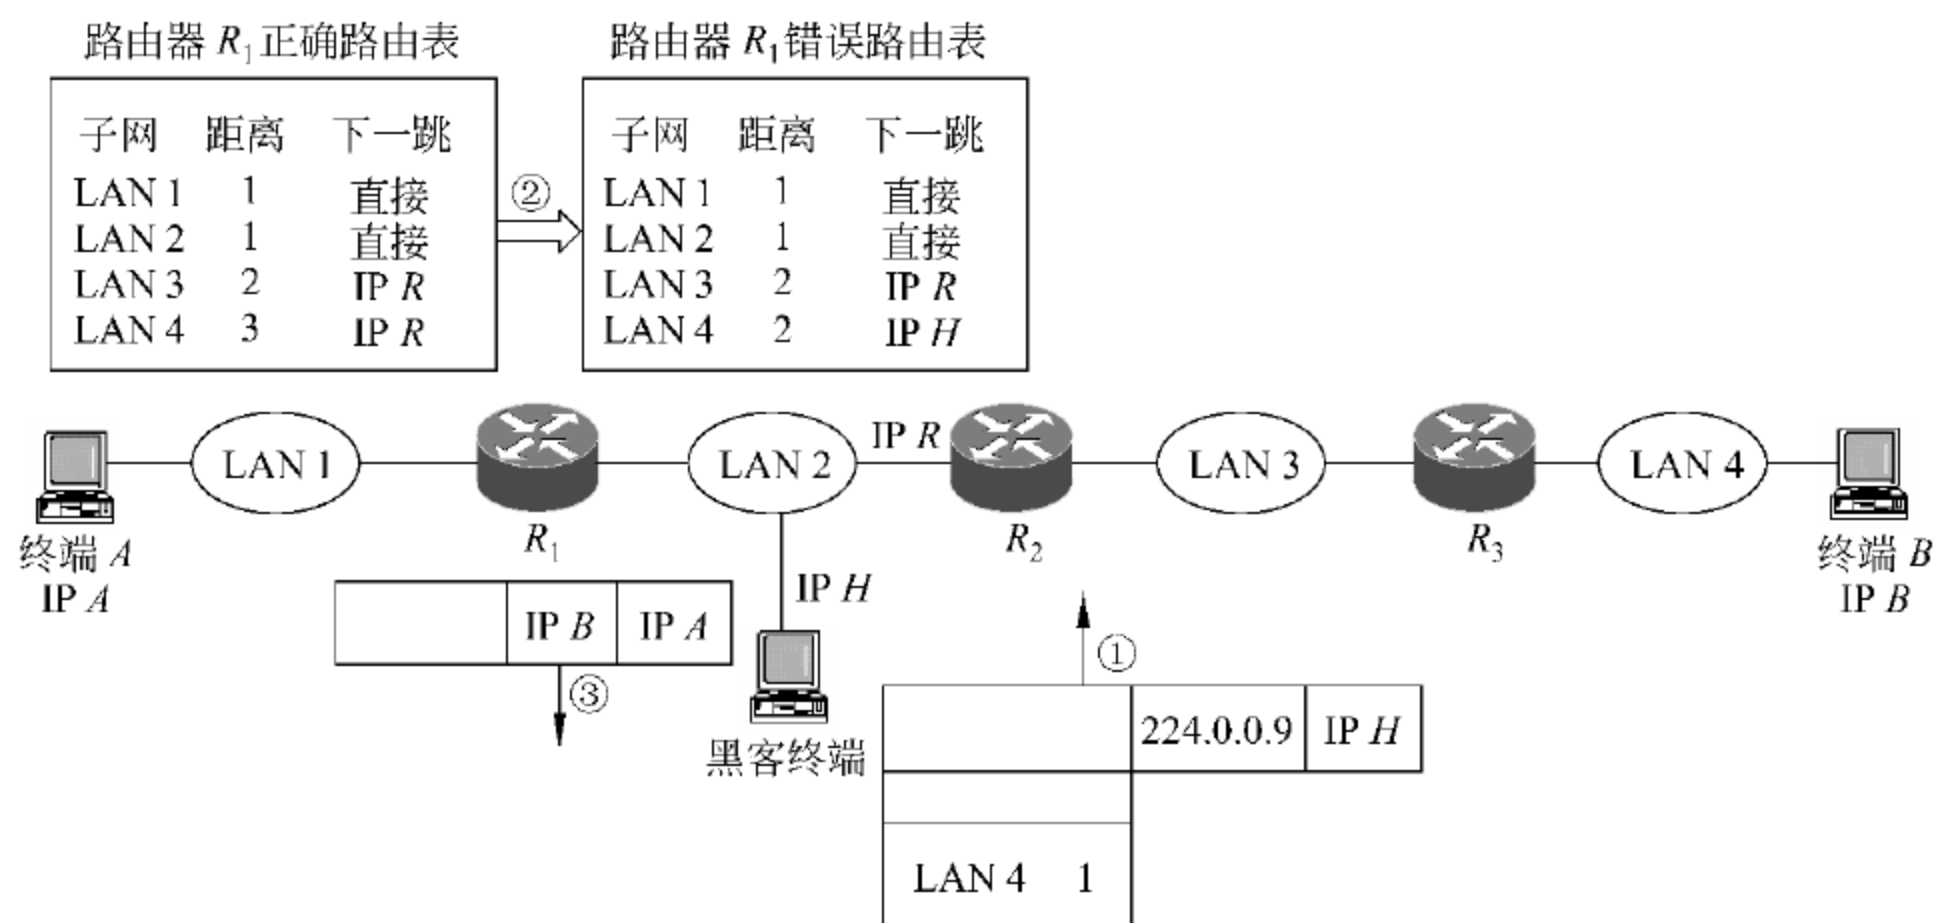 路由器 R1 正确路由表
路由器 R1 错误路由表
子网 距离 下一跳
LAN 1 1 直接
LAN 2 1 直接
LAN 3 2 IP R
LAN 4 3 IP R
②
子网 距离 下一跳
LAN 1 1 直接
LAN 2 1 直接
LAN 3 2 IP R
LAN 4 2 IP H
LAN 1
LAN 2
IP R
LAN 3
LAN 4
终端 A
IP A
R1
R2
R3
终端 B
IP B
IP H
IP B IP A
③
黑客终端
①
224.0.0.9 IP H
LAN 4 1